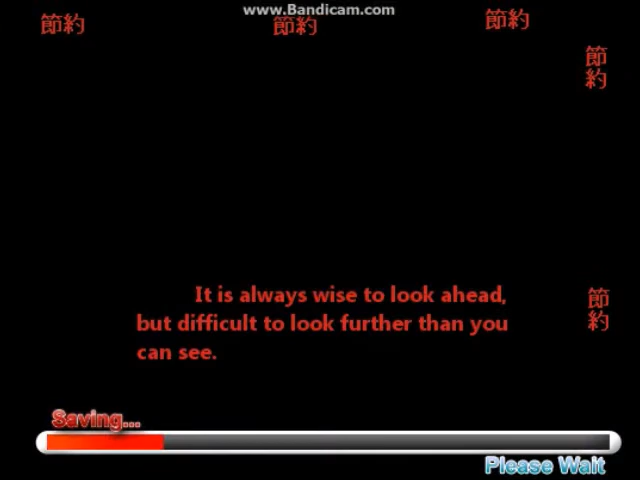 www.Bandicam.com
節約
節約
節約
節約
It is always wise to look ahead,
but difficult to look further than you
can see.
節約
Saving...
Please Wait